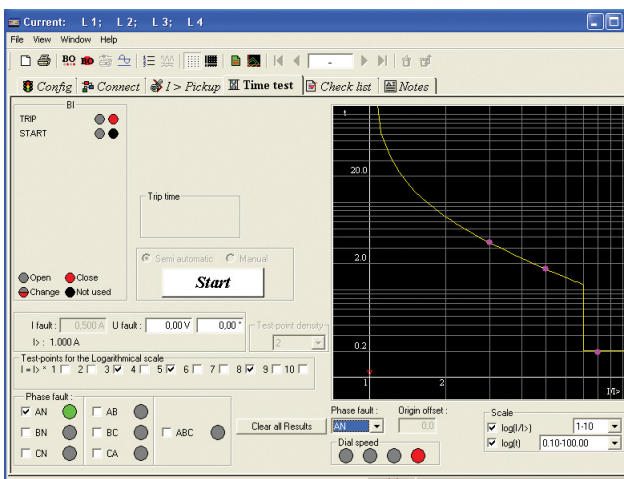 Current: L 1; L 2; L 3; L 4
File View Window Help
BO BO -
Config Connect I > Pickup Time test Check list Notes
BI
TRIP
START
Trip time
Semi automatic Manual
Start
Open Close
Change Not used
I fault : 0,500 A U fault : 0,00 V 0,00 °
Test-point density
2
I> : 1.000 A
Test-points for the Logarithmical scale
I = I> * 1 2 3 4 5 6 7 8 9 10
Phase fault :
AN AB
BN BC ABC
CN CA
Clear all Results
t
20.0
2.0
0.2
1 2
I/I>
Phase fault : Origin offset :
AN 0,0
Dial speed
Scale
log(I/I>) 1-10
log(t) 0.10-100.00